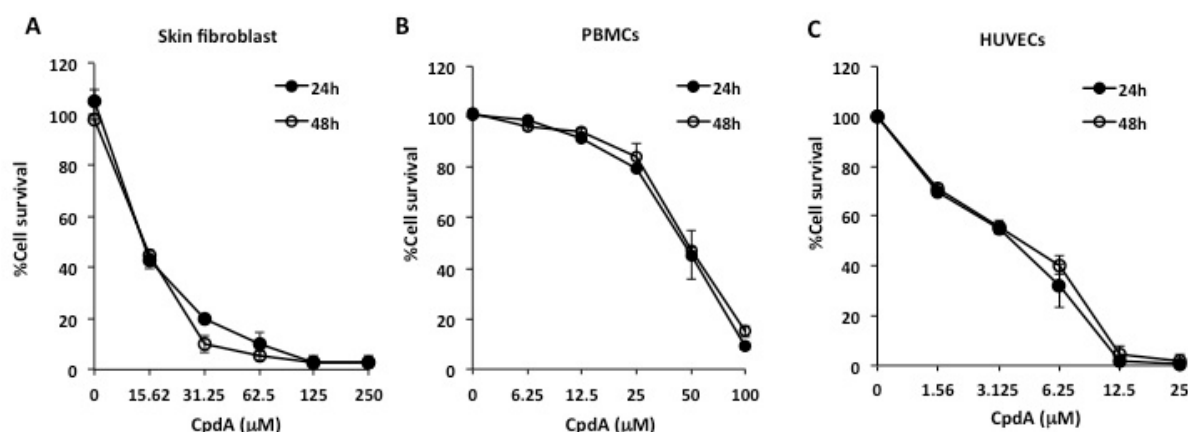 A
Skin fibroblast
24h
48h
120
100
80
60
40
20
0
%Cell survival
0 15.62 31.25 62.5 125 250
CpdA (µM)
B
PBMCs
24h
48h
120
100
80
60
40
20
0
%Cell survival
0 6.25 12.5 25 50 100
CpdA (µM)
C
HUVECs
24h
48h
120
100
80
60
40
20
0
%Cell survival
0 1.56 3.125 6.25 12.5 25
CpdA (µM)